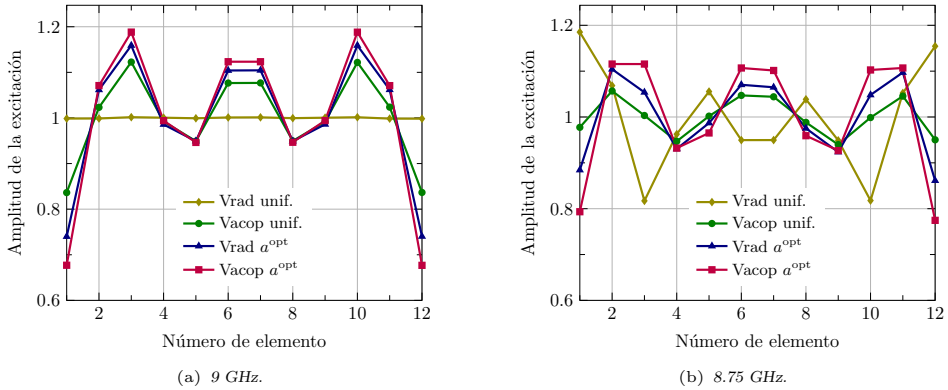 1.2
1
0.8
0.6
Amplitud de la excitación
Vrad unif.
Vacop unif.
Vrad a^opt
Vacop a^opt
2 4 6 8 10 12
Número de elemento
(a) 9 GHz.
1.2
1
0.8
0.6
Amplitud de la excitación
Vrad unif.
Vacop unif.
Vrad a^opt
Vacop a^opt
2 4 6 8 10 12
Número de elemento
(b) 8.75 GHz.